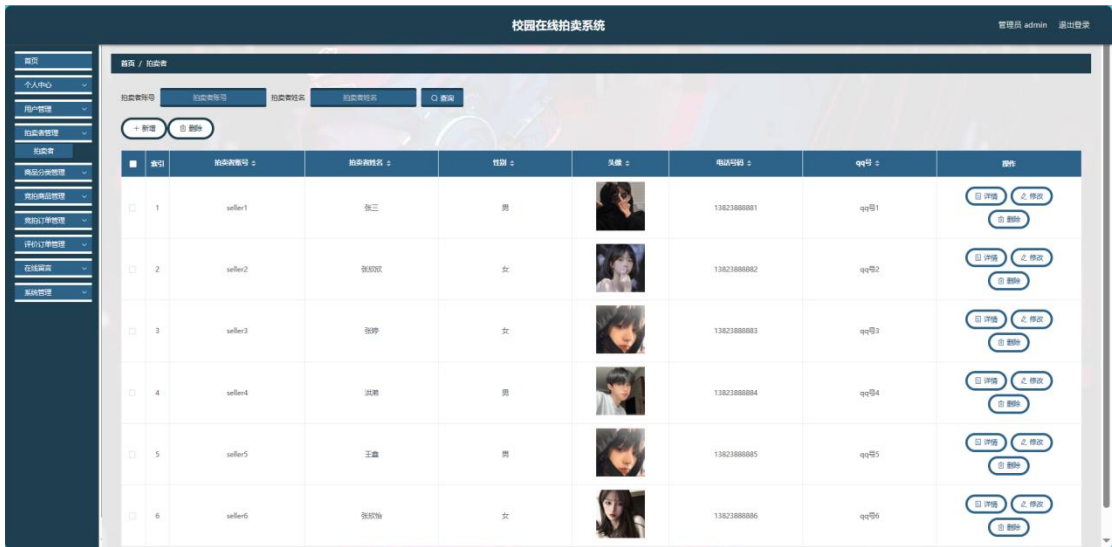 校园在线拍卖系统
管理员 admin 退出登录
首页
个人中心
用户管理
拍卖者管理
拍卖者
商品分类管理
竞拍商品管理
竞拍订单管理
评价订单管理
在线留言
系统管理
首页 / 拍卖者
拍卖者账号 拍卖者账号 拍卖者姓名 拍卖者姓名 查询
+ 新增 删除
索引 拍卖者账号 拍卖者姓名 性别 头像 电话号码 qq号 操作
1 seller1 张三 男 13823888881 qq号1 详情 修改
删除
2 seller2 张欣欣 女 13823888882 qq号2 详情 修改
删除
3 seller3 张婷 女 13823888883 qq号3 详情 修改
删除
4 seller4 男 13823888884 qq号4 详情 修改
删除
5 seller5 王鑫 男 13823888885 qq号5 详情 修改
删除
6 seller6 张欣怡 女 13823888886 qq号6 详情 修改
删除